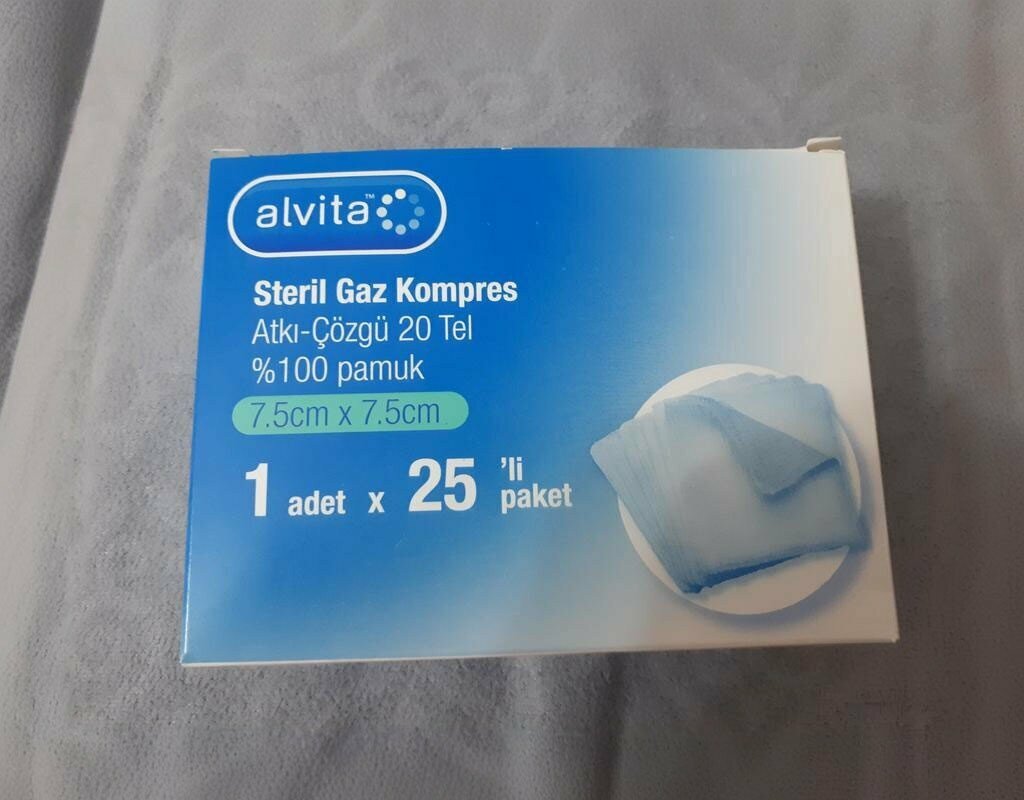 alvita™
Steril Gaz Kompres
Atkı-Çözgü 20 Tel
%100 pamuk
7.5cm x 7.5cm
1 adet x 25 'li paket